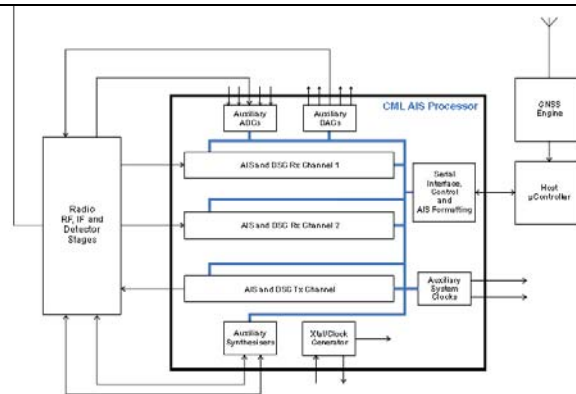 CML AIS Processor
Auxiliary
ADCs
Auxiliary
DACs
GNSS
Engine
AIS and DSC Rx Channel 1
Radio
RF, IF and
Detector
Stages
Serial
Interface,
Control
and
AIS Formatting
Host
µController
AIS and DSC Rx Channel 2
AIS and DSC Tx Channel
Auxiliary
System
Clocks
Auxiliary
Synthesisers
Xtal/Clock
Generator